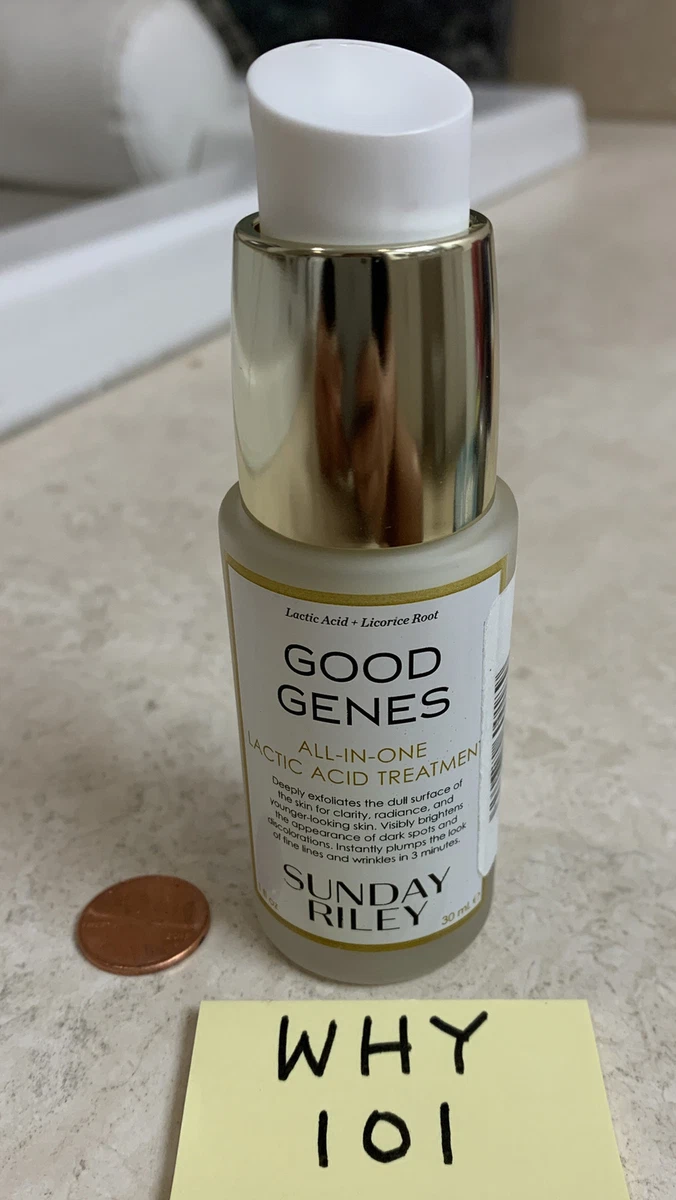 Lactic Acid + Licorice Root
GOOD
GENES
ALL-IN-ONE
LACTIC ACID TREATMENT
Deeply exfoliates the dull surface of
the skin for clarity, radiance, and
younger-looking skin. Visibly brightens
the appearance of dark spots and
discolorations. Instantly plumps the look
of fine lines and wrinkles in 3 minutes.
SUNDAY
RILEY
oz 30 mL
WHY
101